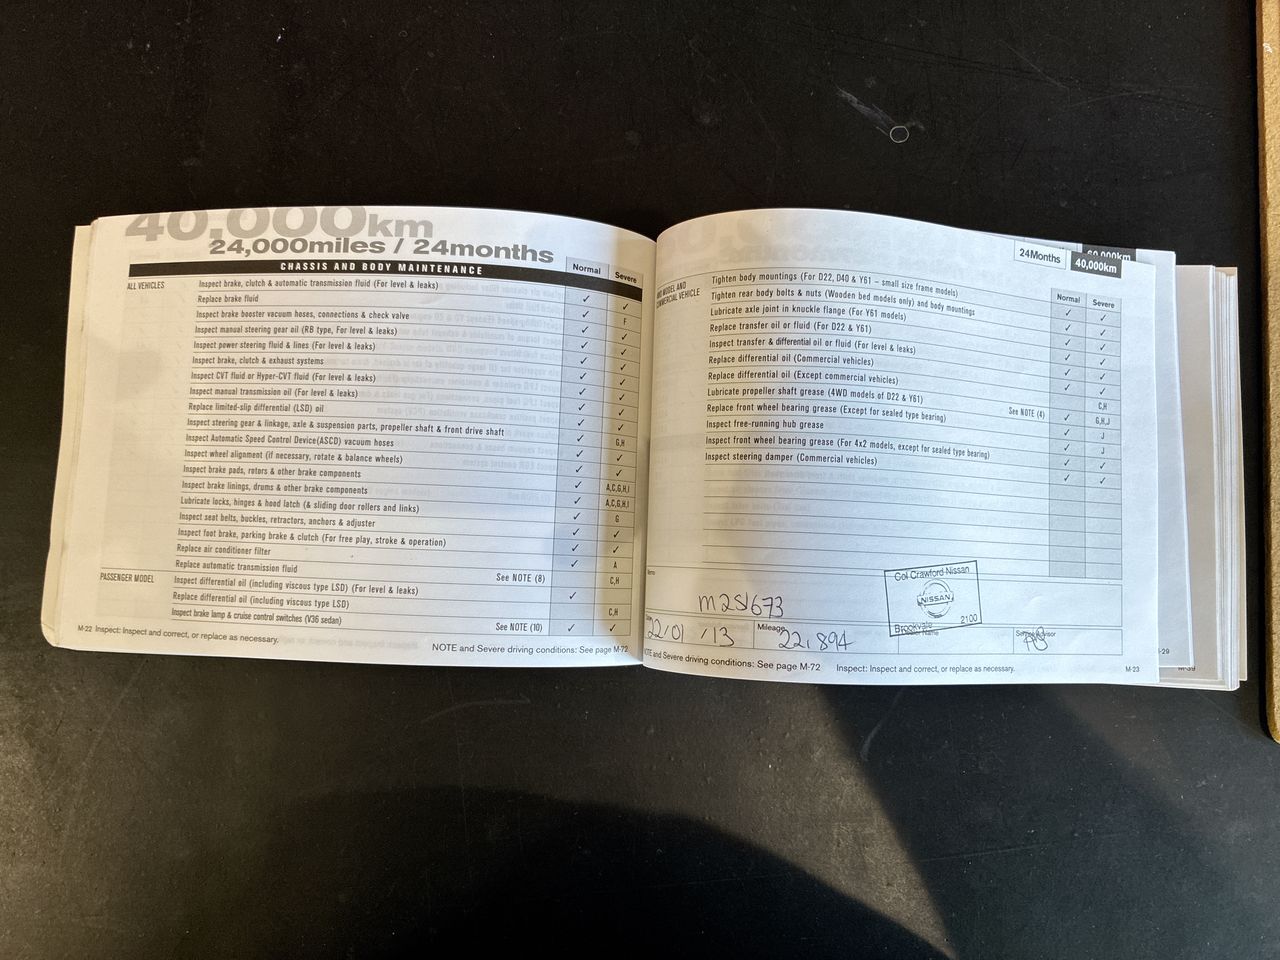 40,000km
24,000miles / 24months
CHASSIS AND BODY MAINTENANCE
Normal
Severe
ALL VEHICLES
Inspect brake, clutch & automatic transmission fluid (For level & leaks) ✓ ✓
Replace brake fluid ✓ F
Inspect brake booster vacuum hoses, connections & check valve ✓ ✓
Inspect manual steering gear oil (RB type, For level & leaks) ✓ ✓
Inspect power steering fluid & lines (For level & leaks) ✓ ✓
Inspect brake, clutch & exhaust systems ✓ ✓
Inspect CVT fluid or Hyper-CVT fluid (For level & leaks) ✓ ✓
Inspect manual transmission oil (For level & leaks) ✓ ✓
Replace limited-slip differential (LSD) oil ✓ ✓
Inspect steering gear & linkage, axle & suspension parts, propeller shaft & front drive shaft ✓ G,H
Inspect Automatic Speed Control Device(ASCD) vacuum hoses ✓ ✓
Inspect wheel alignment (if necessary, rotate & balance wheels) ✓ ✓
Inspect brake pads, rotors & other brake components ✓ A,C,G,H,I
Inspect brake linings, drums & other brake components ✓ A,C,G,H,I
Lubricate locks, hinges & hood latch (& sliding door rollers and links) ✓ G
Inspect seat belts, buckles, retractors, anchors & adjuster ✓ ✓
Inspect foot brake, parking brake & clutch (For free play, stroke & operation) ✓ ✓
Replace air conditioner filter ✓ A
Replace automatic transmission fluid See NOTE (8) C,H
PASSENGER MODEL
Inspect differential oil (including viscous type LSD) (For level & leaks) ✓
Replace differential oil (including viscous type LSD) C,H
Inspect brake lamp & cruise control switches (V36 sedan) See NOTE (10) ✓ ✓
M-22 Inspect: Inspect and correct, or replace as necessary.
NOTE and Severe driving conditions: See page M-72
24Months
40,000km
60,000km
Normal
Severe
MODEL AND
COMMERCIAL VEHICLE
Tighten body mountings (For D22, D40 & Y61 – small size frame models) ✓ ✓
Tighten rear body bolts & nuts (Wooden bed models only) and body mountings ✓ ✓
Lubricate axle joint in knuckle flange (For Y61 models) ✓ ✓
Replace transfer oil or fluid (For D22 & Y61) ✓ ✓
Inspect transfer & differential oil or fluid (For level & leaks) ✓ ✓
Replace differential oil (Commercial vehicles) ✓ C,H
Replace differential oil (Except commercial vehicles)
Lubricate propeller shaft grease (4WD models of D22 & Y61) See NOTE (4) ✓ G,H,J
Replace front wheel bearing grease (Except for sealed type bearing) ✓ J
Inspect free-running hub grease ✓ J
Inspect front wheel bearing grease (For 4x2 models, except for sealed type bearing) ✓ ✓
Inspect steering damper (Commercial vehicles) ✓ ✓
Memo
m251673
Col Crawford Nissan
NISSAN
Brookvale 2100
22/01/13
Mileage
22,894
NOTE and Severe driving conditions: See page M-72
Inspect: Inspect and correct, or replace as necessary.
M-23
M-39